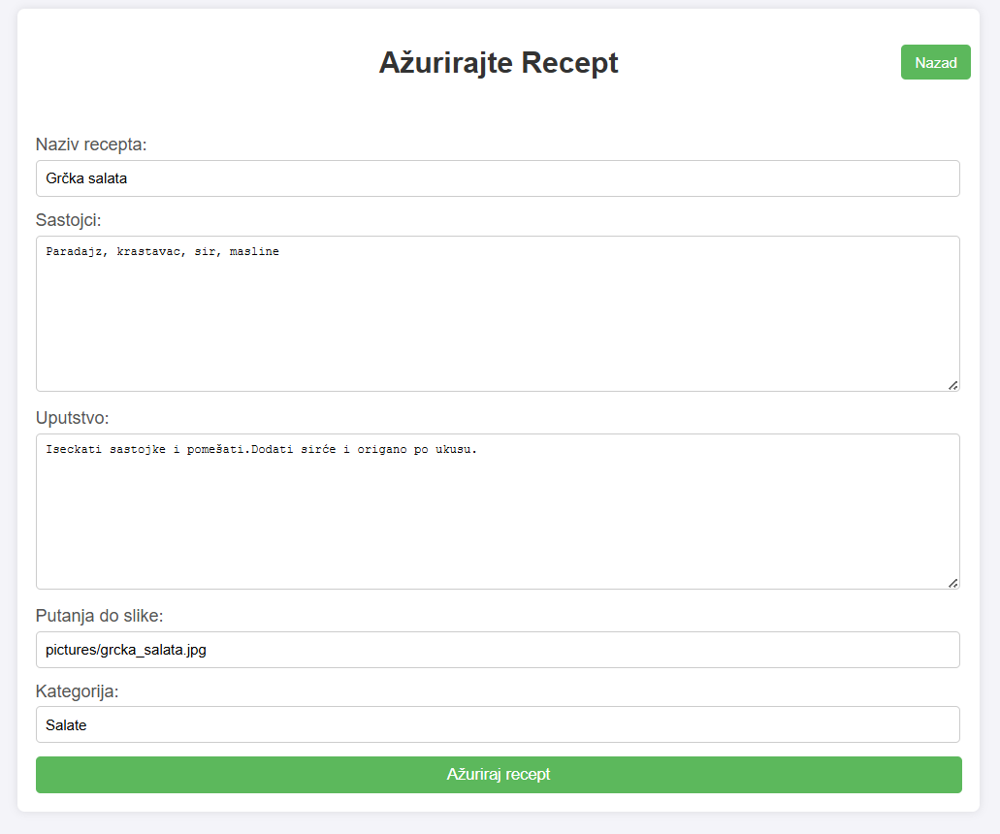 Ažurirajte Recept
Nazad
Naziv recepta:
Grčka salata
Sastojci:
Paradajz, krastavac, sir, masline
Uputstvo:
Iseckati sastojke i pomešati.Dodati sirće i origano po ukusu.
Putanja do slike:
pictures/grcka_salata.jpg
Kategorija:
Salate
Ažuriraj recept